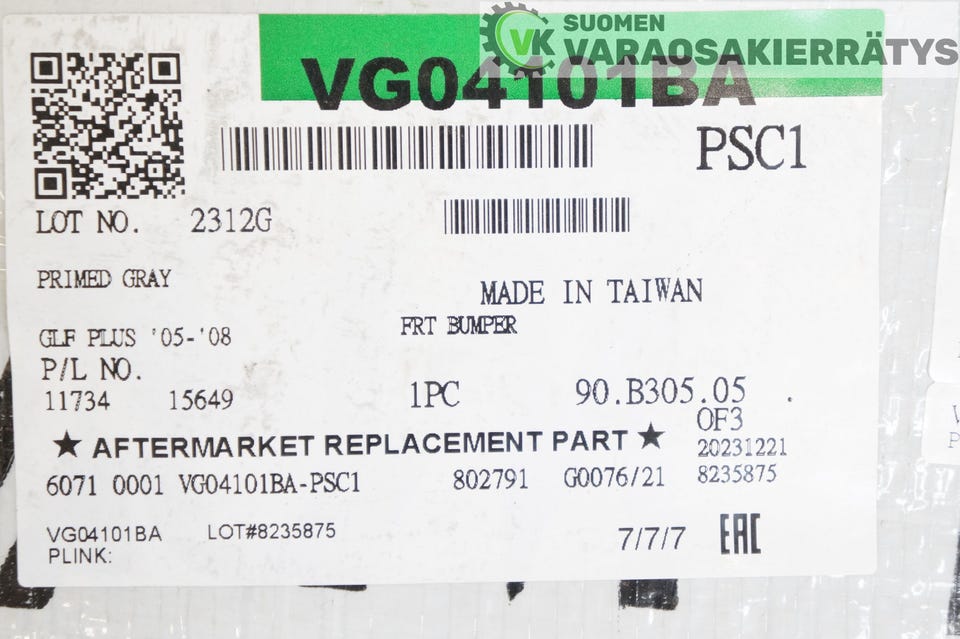 VK SUOMEN
VARAOSAKIERRÄTYS
VG04101BA
PSC1
LOT NO. 2312G
PRIMED GRAY
MADE IN TAIWAN
FRT BUMPER
GLF PLUS '05-'08
P/L NO.
11734 15649 1PC 90.B305.05 .
OF3
★ AFTERMARKET REPLACEMENT PART ★ 20231221
6071 0001 VG04101BA-PSC1 802791 G0076/21 8235875
VG04101BA LOT#8235875 7/7/7 EAC
PLINK: